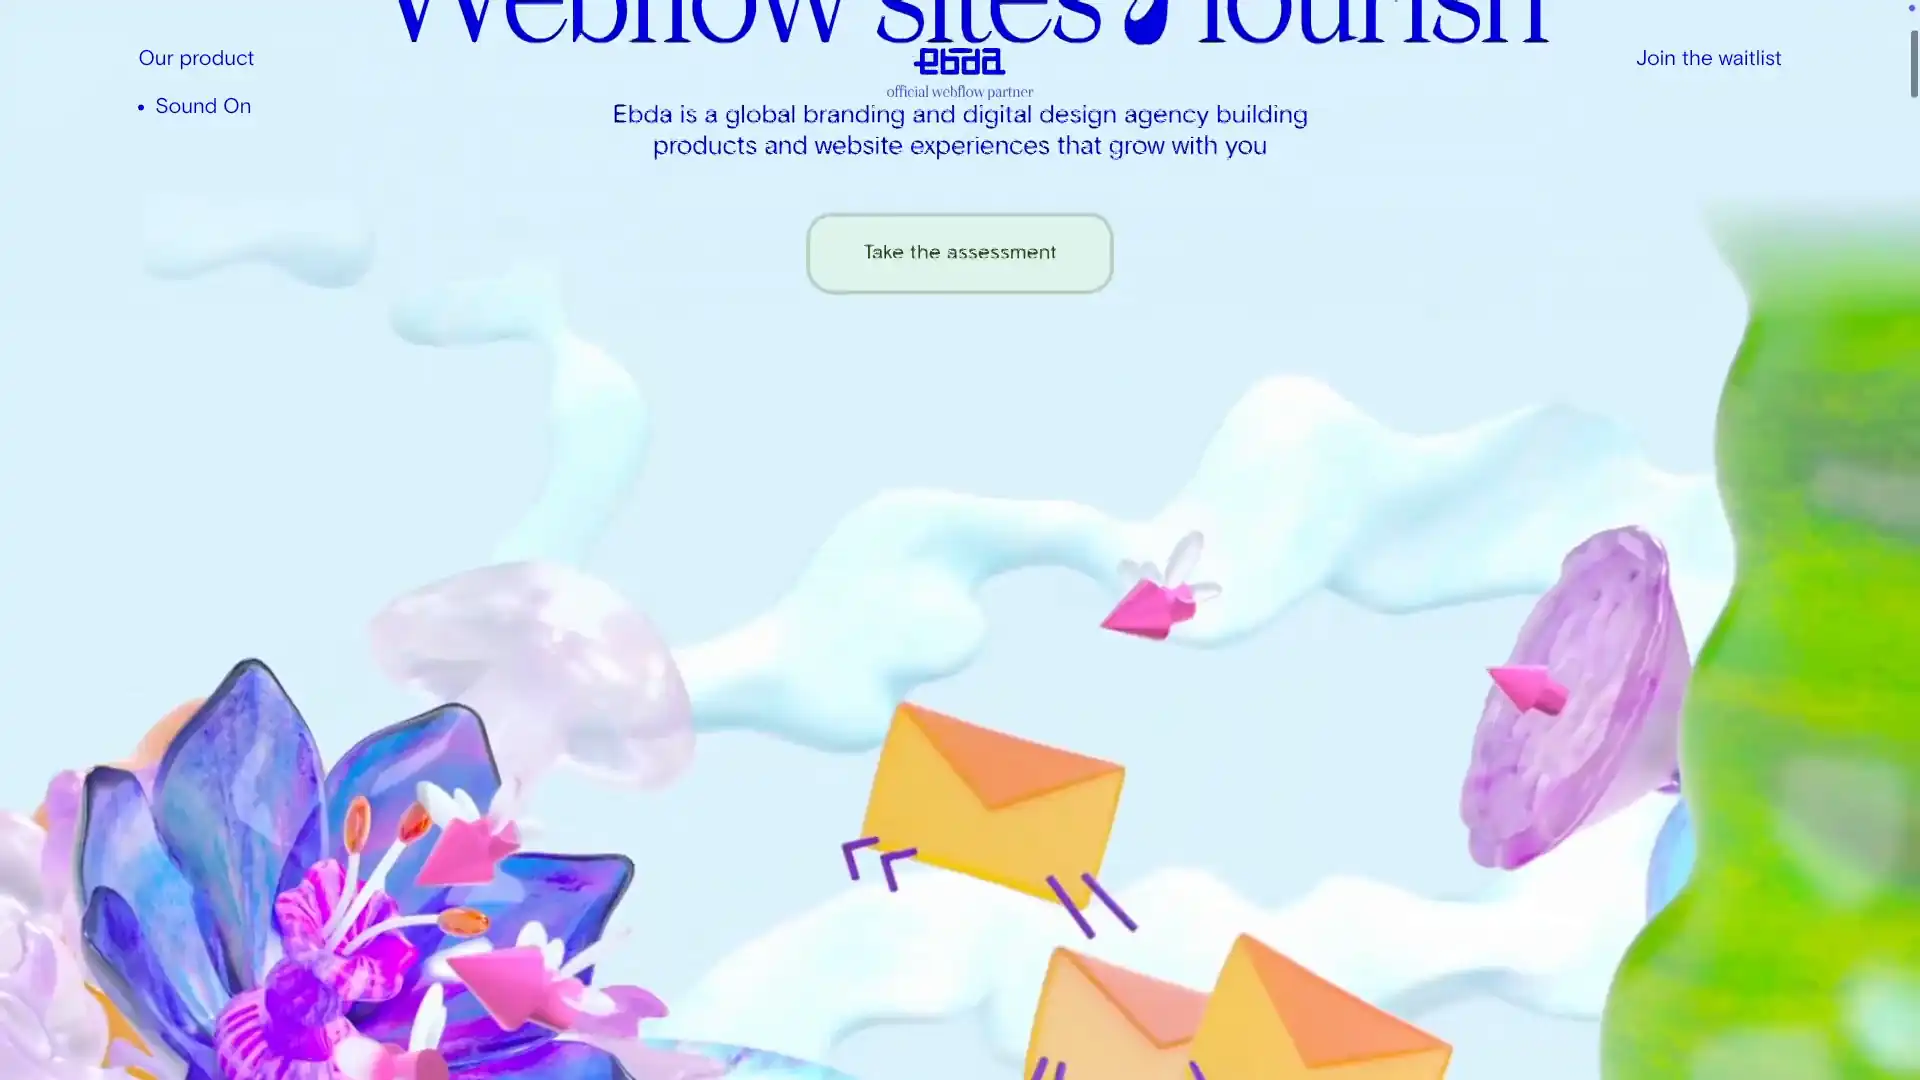 Webflow sites flourish
Our product
ebda
Join the waitlist
official webflow partner
Sound On
Ebda is a global branding and digital design agency building
products and website experiences that grow with you
Take the assessment